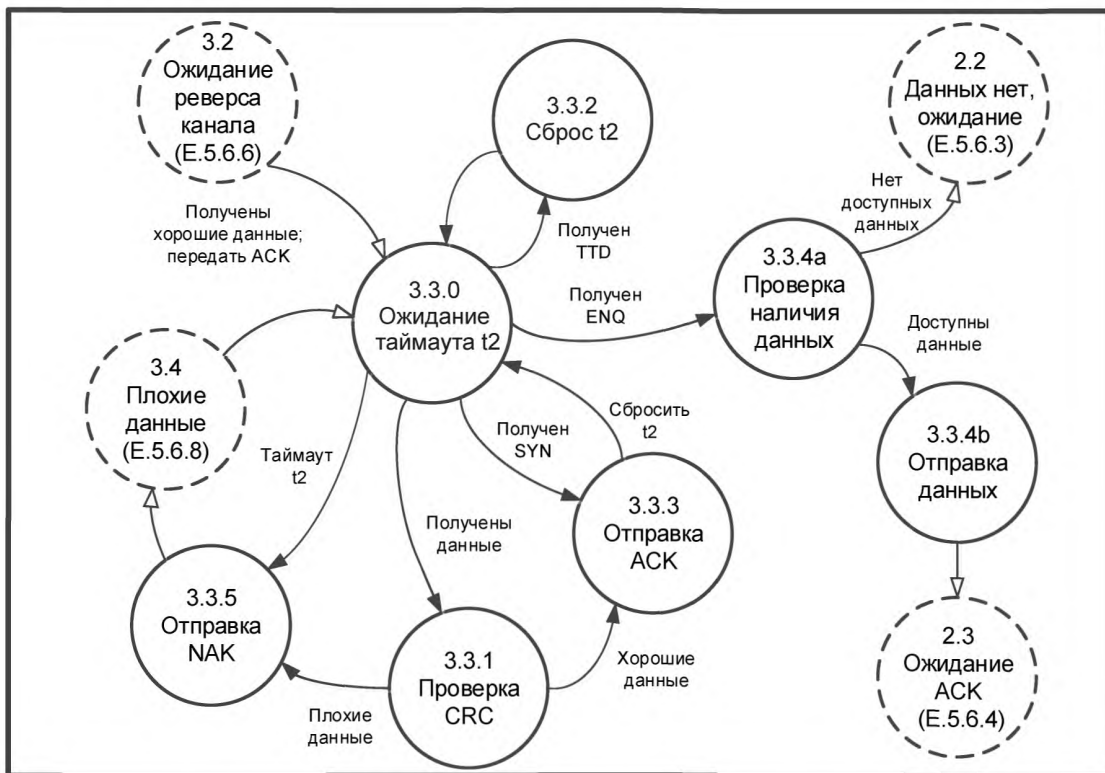 3.2
Ожидание
реверса
канала
(E.5.6.6)
3.3.2
Сброс t2
2.2
Данных нет,
ожидание
(E.5.6.3)
Получены
хорошие данные;
передать ACK
Получен
TTD
Нет
доступных
данных
3.3.0
Ожидание
таймаута t2
Получен
ENQ
3.3.4a
Проверка
наличия
данных
Доступны
данные
3.4
Плохие
данные
(E.5.6.8)
Таймаут
t2
Получен
SYN
Сбросить
t2
3.3.4b
Отправка
данных
Получены
данные
3.3.3
Отправка
ACK
3.3.5
Отправка
NAK
3.3.1
Проверка
CRC
Плохие
данные
Хорошие
данные
2.3
Ожидание
ACK
(E.5.6.4)